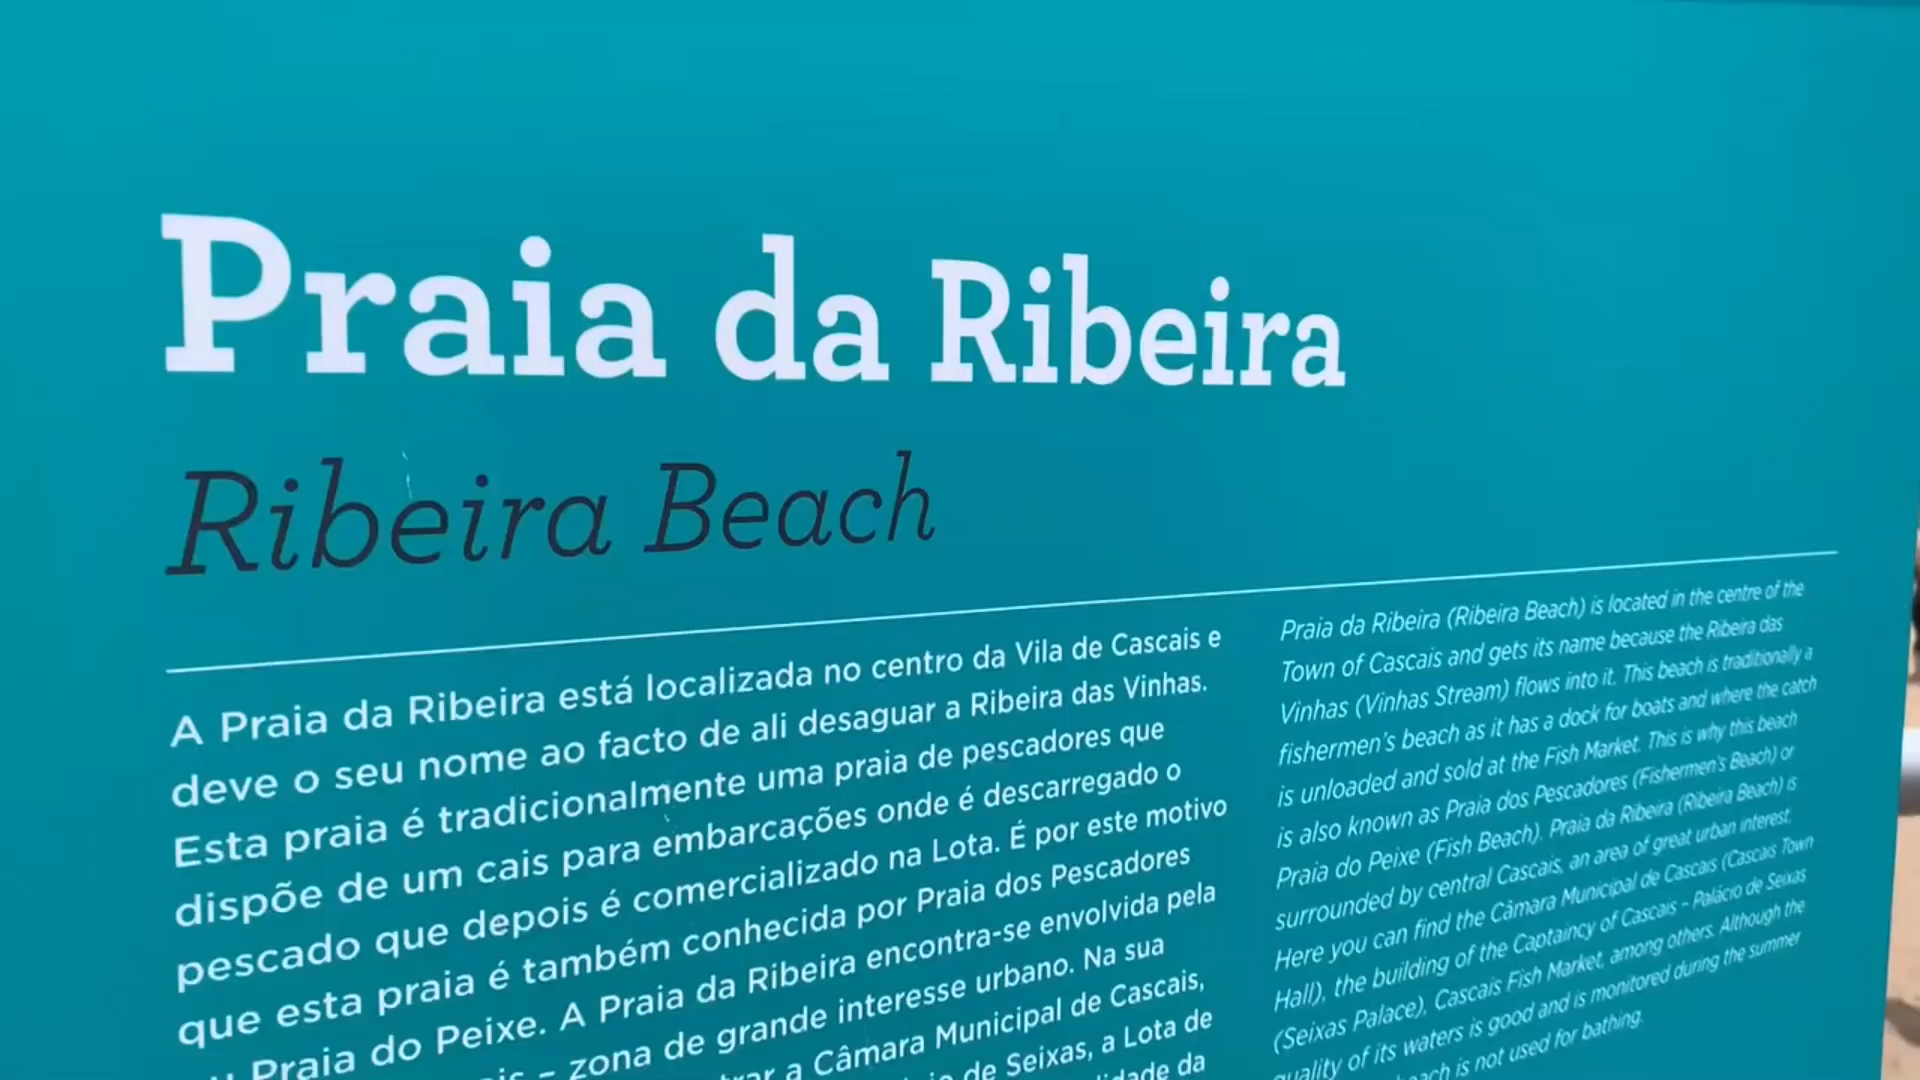 Praia da Ribeira
Ribeira Beach
A Praia da Ribeira está localizada no centro da Vila de Cascais e
deve o seu nome ao facto de ali desaguar a Ribeira das Vinhas.
Esta praia é tradicionalmente uma praia de pescadores que
dispõe de um cais para embarcações onde é descarregado o
pescado que depois é comercializado na Lota. É por este motivo
que esta praia é também conhecida por Praia dos Pescadores
Praia do Peixe. A Praia da Ribeira encontra-se envolvida pela
– zona de grande interesse urbano. Na sua
a Câmara Municipal de Cascais,
de Seixas, a Lota de
da
Praia da Ribeira (Ribeira Beach) is located in the centre of the
Town of Cascais and gets its name because the Ribeira das
Vinhas (Vinhas Stream) flows into it. This beach is traditionally a
fishermen's beach as it has a dock for boats and where the catch
is unloaded and sold at the Fish Market. This is why this beach
is also known as Praia dos Pescadores (Fishermen's Beach) or
Praia do Peixe (Fish Beach). Praia da Ribeira (Ribeira Beach) is
surrounded by central Cascais, an area of great urban interest.
Here you can find the Câmara Municipal de Cascais (Cascais Town
Hall), the building of the Captaincy of Cascais – Palácio de Seixas
(Seixas Palace), Cascais Fish Market, among others. Although the
quality of its waters is good and is monitored during the summer
is not used for bathing.